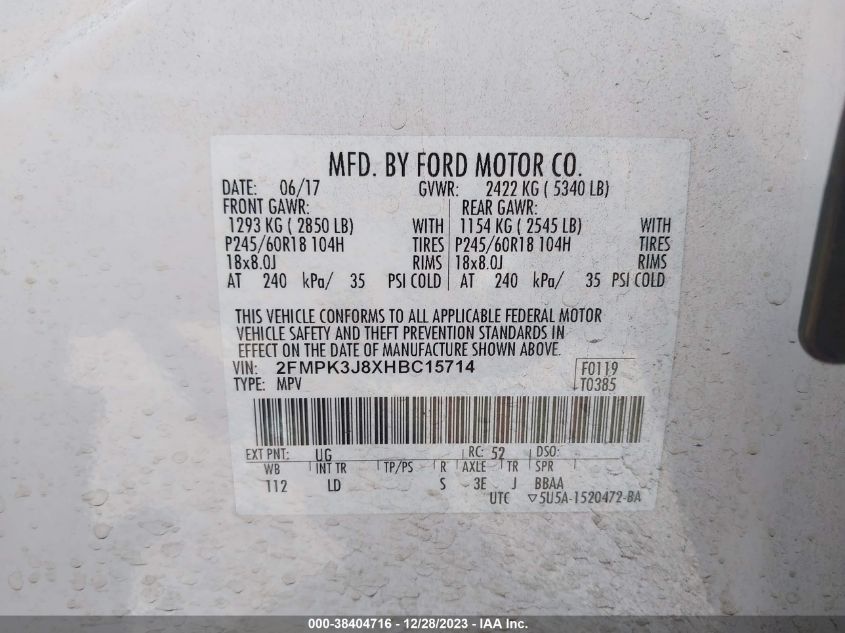 MFD. BY FORD MOTOR CO.
DATE: 06/17 GVWR: 2422 KG ( 5340 LB)
FRONT GAWR: REAR GAWR:
1293 KG ( 2850 LB) WITH 1154 KG ( 2545 LB) WITH
P245/60R18 104H TIRES P245/60R18 104H TIRES
18x8.0J RIMS 18x8.0J RIMS
AT 240 kPa/ 35 PSI COLD AT 240 kPa/ 35 PSI COLD
THIS VEHICLE CONFORMS TO ALL APPLICABLE FEDERAL MOTOR
VEHICLE SAFETY AND THEFT PREVENTION STANDARDS IN
EFFECT ON THE DATE OF MANUFACTURE SHOWN ABOVE.
VIN: 2FMPK3J8XHBC15714 F0119
TYPE: MPV T0385
EXT PNT: UG RC: 52 DSO:
WB INT TR TP/PS R AXLE TR SPR
112 LD S 3E J BBAA
UTC ▽5U5A-1520472-BA
000-38404716 – 12/28/2023 - IAA Inc.